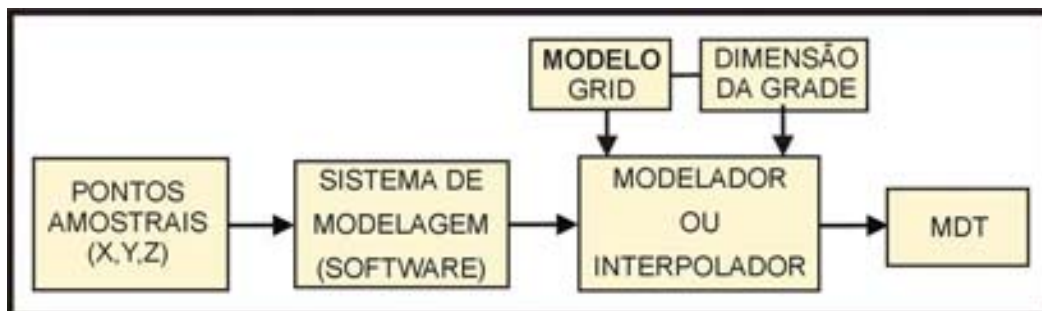 MODELO
GRID
DIMENSÃO
DA GRADE
PONTOS
AMOSTRAIS
(X,Y,Z)
SISTEMA DE
MODELAGEM
(SOFTWARE)
MODELADOR
OU
INTERPOLADOR
MDT